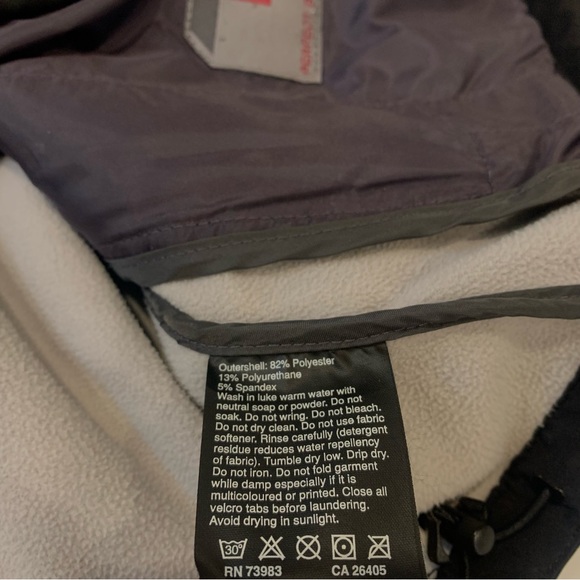 Outershell: 82% Polyester
13% Polyurethane
5% Spandex
Wash in luke warm water with
neutral soap or powder. Do not
soak. Do not wring. Do not bleach.
Do not dry clean. Do not use fabric
softener. Rinse carefully (detergent
residue reduces water repellency
of fabric). Tumble dry low. Drip dry.
Do not iron. Do not fold garment
while damp especially if it is
multicoloured or printed. Close all
velcro tabs before laundering.
Avoid drying in sunlight.
30°
RN 73983 CA 26405